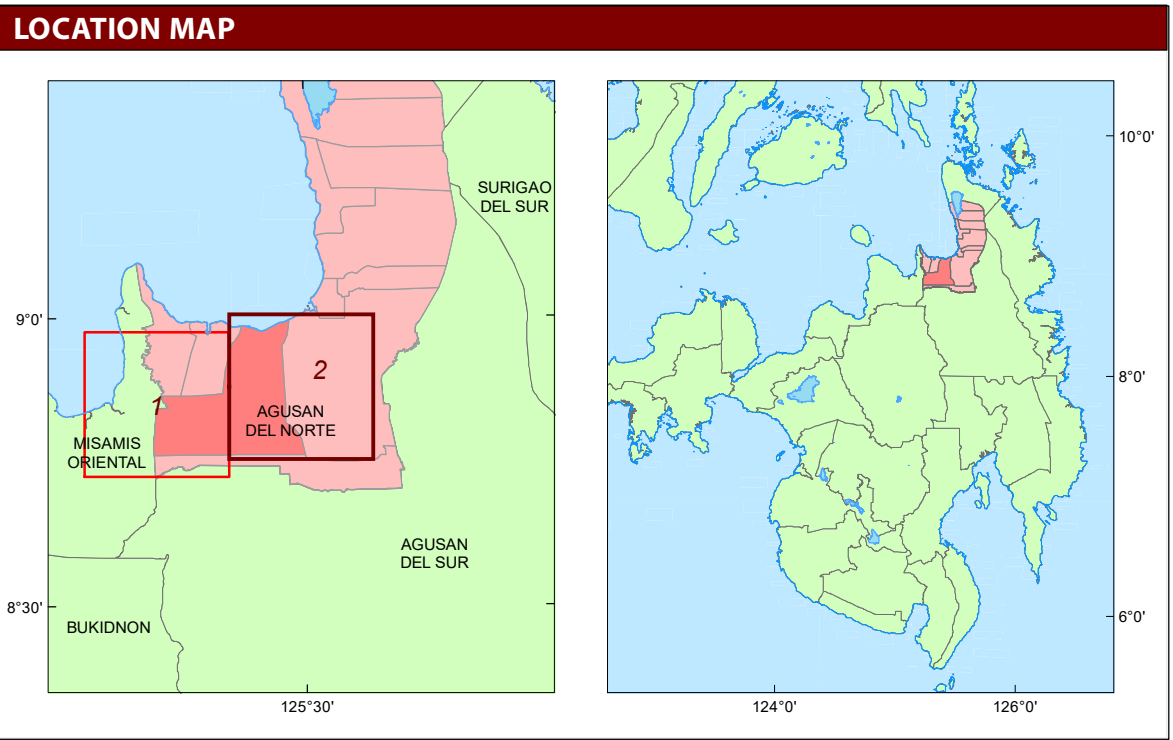 LOCATION MAP
SURIGAO
DEL SUR
9°0'
2
1
AGUSAN
DEL NORTE
MISAMIS
ORIENTAL
AGUSAN
DEL SUR
8°30'
BUKIDNON
125°30'
10°0'
8°0'
6°0'
124°0'
126°0'